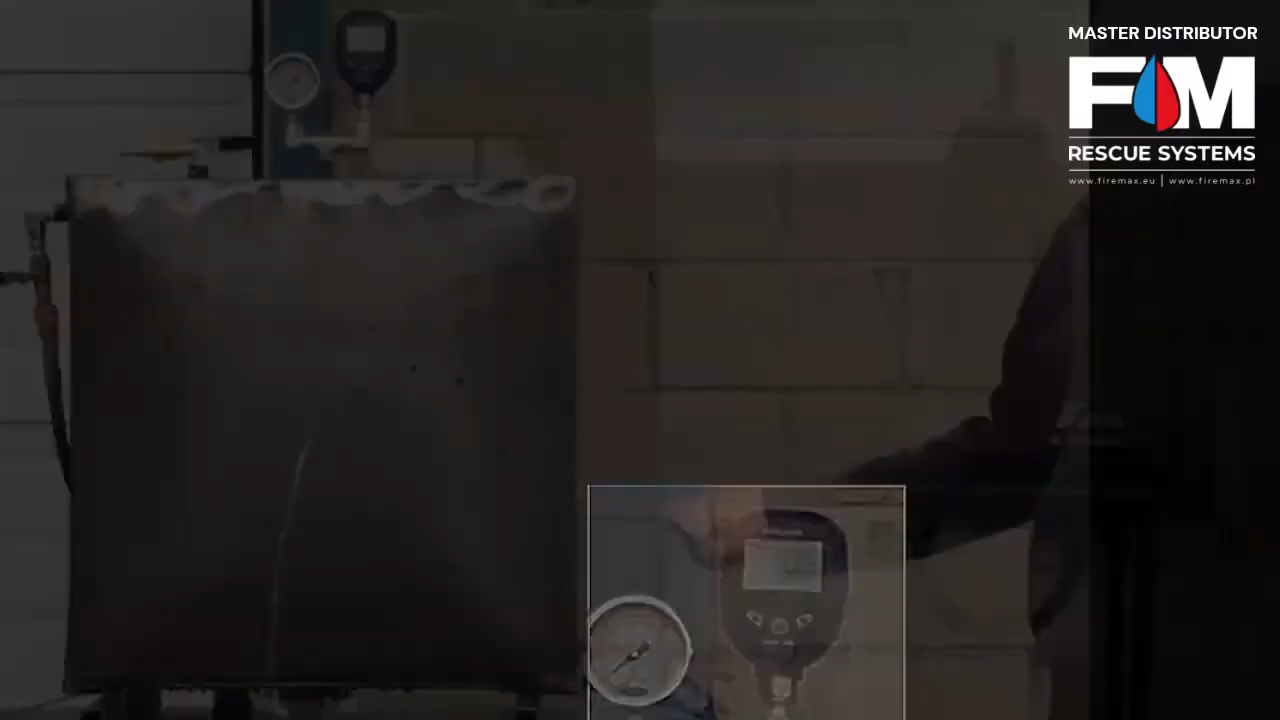 MASTER DISTRIBUTOR
FM
RESCUE SYSTEMS
www.firemax.eu | www.firemax.pl